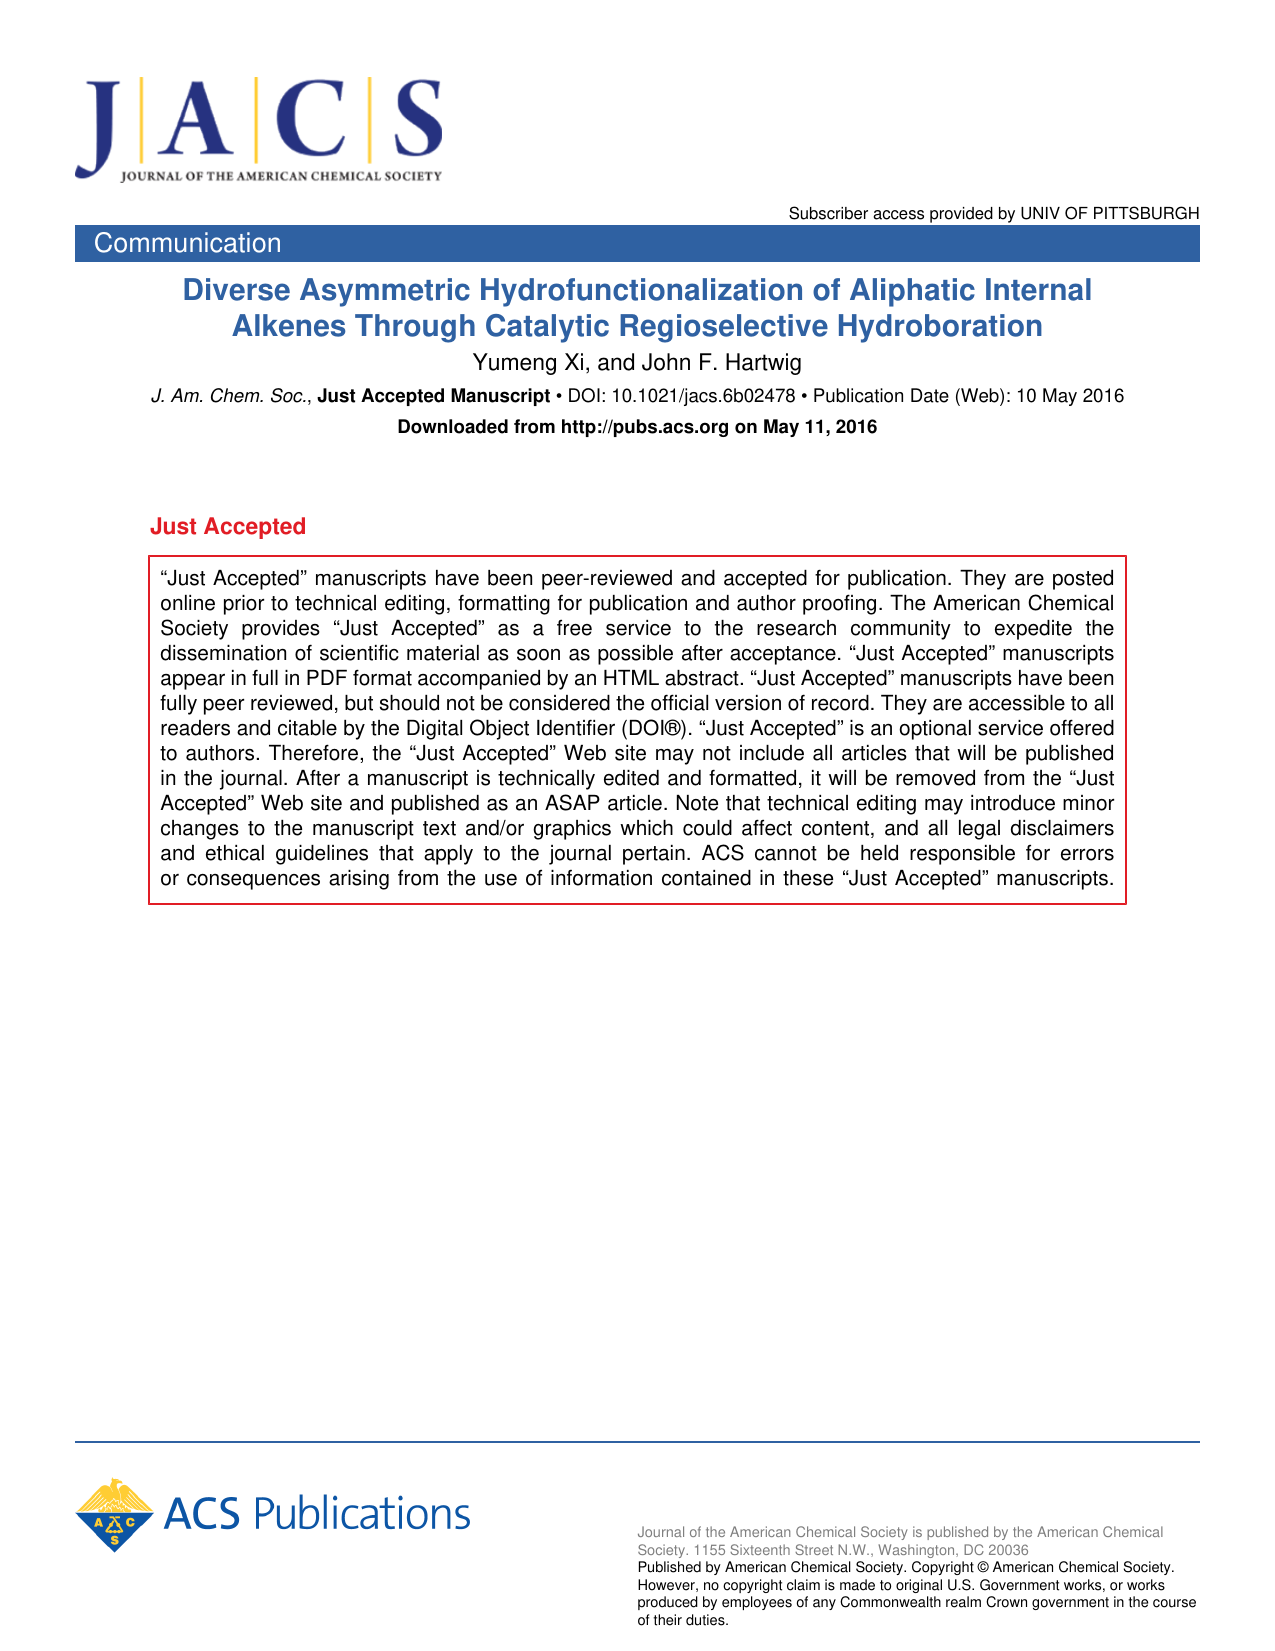 J|A|C|S
JOURNAL OF THE AMERICAN CHEMICAL SOCIETY
Subscriber access provided by UNIV OF PITTSBURGH
Communication
Diverse Asymmetric Hydrofunctionalization of Aliphatic Internal
Alkenes Through Catalytic Regioselective Hydroboration
Yumeng Xi, and John F. Hartwig
J. Am. Chem. Soc., Just Accepted Manuscript • DOI: 10.1021/jacs.6b02478 • Publication Date (Web): 10 May 2016
Downloaded from http://pubs.acs.org on May 11, 2016
Just Accepted
“Just Accepted” manuscripts have been peer-reviewed and accepted for publication. They are posted
online prior to technical editing, formatting for publication and author proofing. The American Chemical
Society provides “Just Accepted” as a free service to the research community to expedite the
dissemination of scientific material as soon as possible after acceptance. “Just Accepted” manuscripts
appear in full in PDF format accompanied by an HTML abstract. “Just Accepted” manuscripts have been
fully peer reviewed, but should not be considered the official version of record. They are accessible to all
readers and citable by the Digital Object Identifier (DOI®). “Just Accepted” is an optional service offered
to authors. Therefore, the “Just Accepted” Web site may not include all articles that will be published
in the journal. After a manuscript is technically edited and formatted, it will be removed from the “Just
Accepted” Web site and published as an ASAP article. Note that technical editing may introduce minor
changes to the manuscript text and/or graphics which could affect content, and all legal disclaimers
and ethical guidelines that apply to the journal pertain. ACS cannot be held responsible for errors
or consequences arising from the use of information contained in these “Just Accepted” manuscripts.
A C S
ACS Publications
Journal of the American Chemical Society is published by the American Chemical
Society. 1155 Sixteenth Street N.W., Washington, DC 20036
Published by American Chemical Society. Copyright © American Chemical Society.
However, no copyright claim is made to original U.S. Government works, or works
produced by employees of any Commonwealth realm Crown government in the course
of their duties.